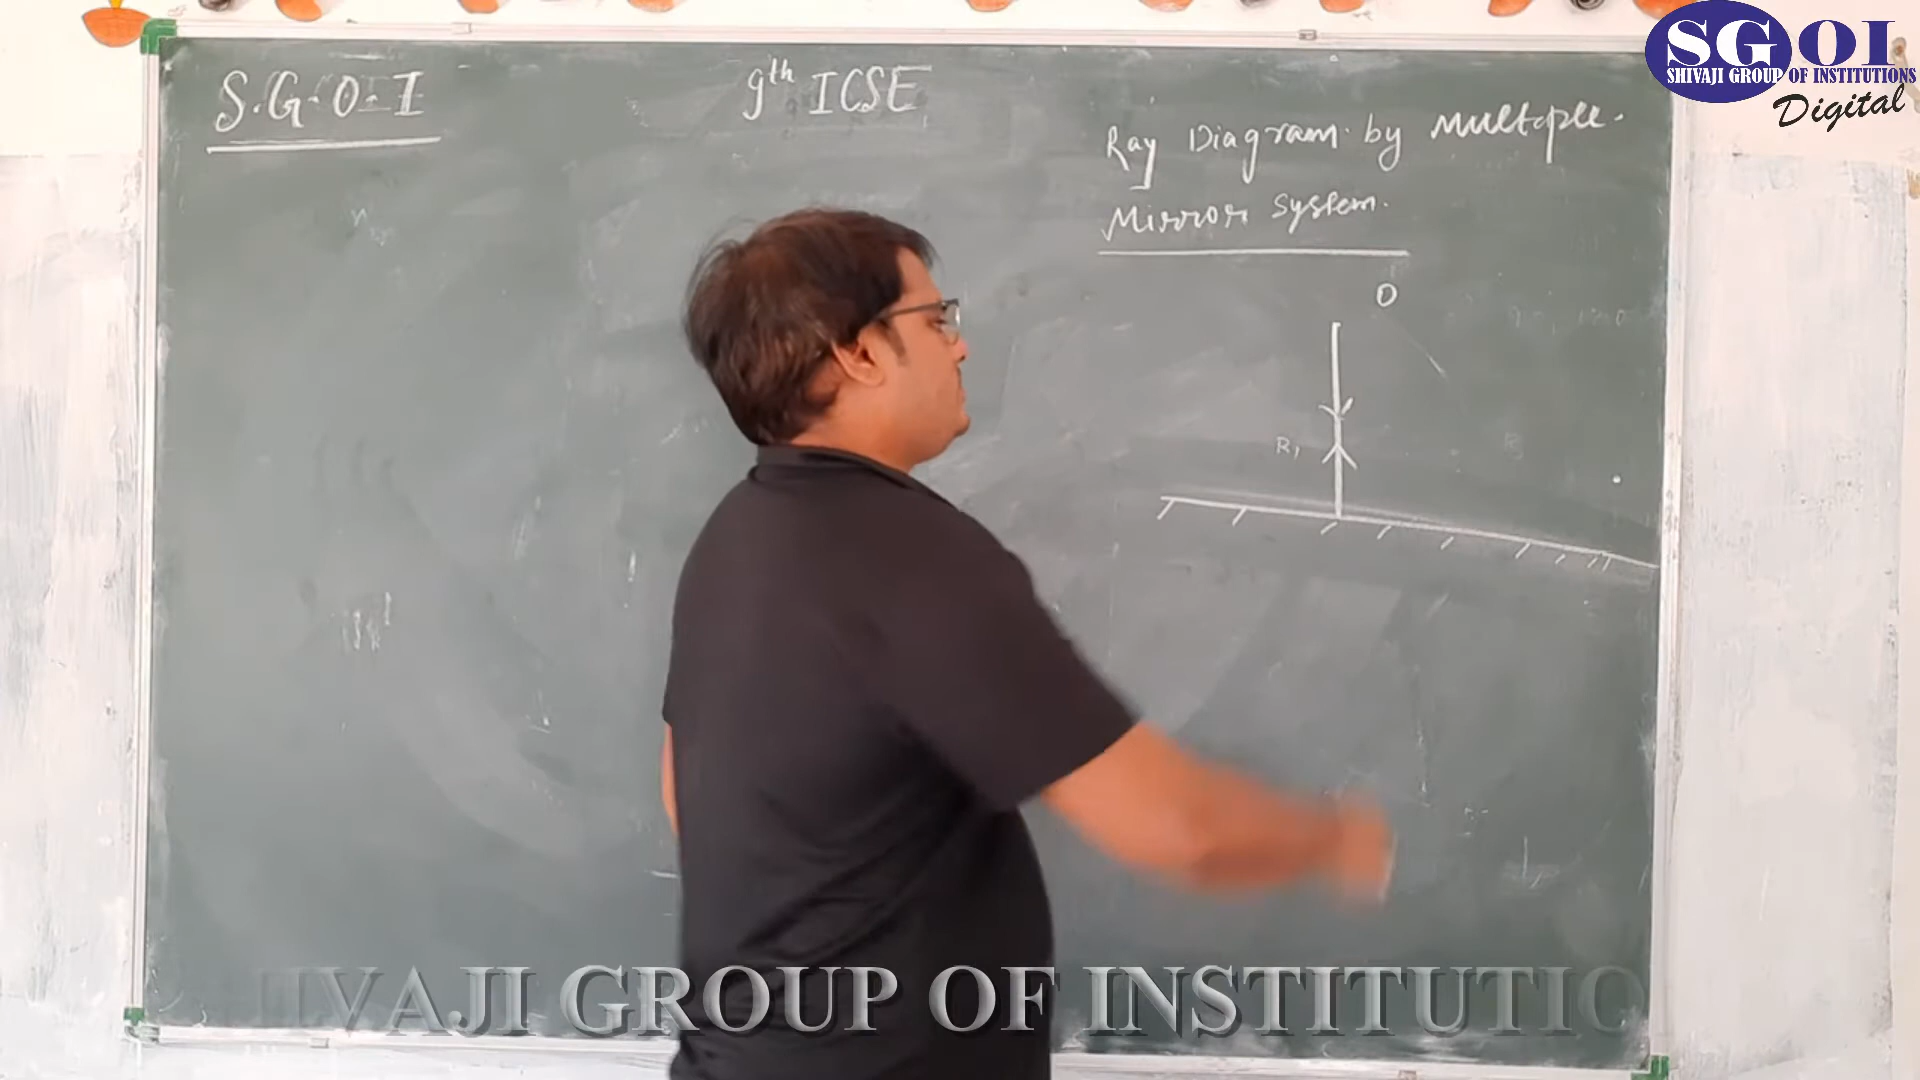 S.G.O.I
9th ICSE
Ray Diagram by Multiple.
Mirror System.
O
R1
SGOI
SHIVAJI GROUP OF INSTITUTIONS
Digital
IVAJI GROUP OF INSTITUTIO